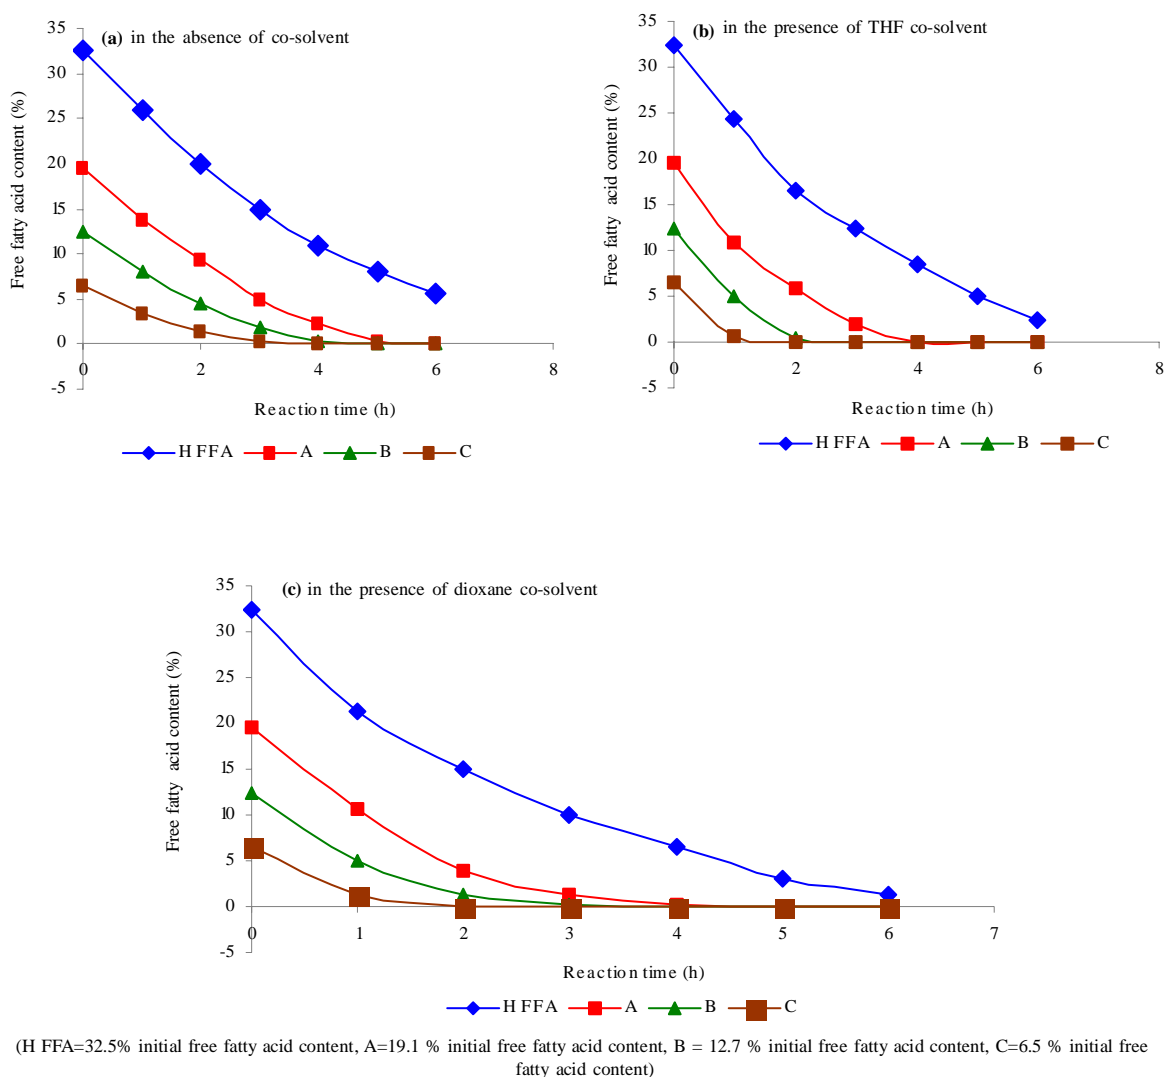 (a) in the absence of co-solvent
35
30
25
20
15
10
5
0
-5
0 2 4 6 8
Free fatty acid content (%)
Reaction time (h)
H FFA A B C
(b) in the presence of THF co-solvent
35
30
25
20
15
10
5
0
-5
0 2 4 6 8
Free fatty acid content (%)
Reaction time (h)
H FFA A B C
(c) in the presence of dioxane co-solvent
35
30
25
20
15
10
5
0
-5
0 1 2 3 4 5 6 7
Free fatty acid content (%)
Reaction time (h)
H FFA A B C
(H FFA=32.5% initial free fatty acid content, A=19.1 % initial free fatty acid content, B = 12.7 % initial free fatty acid content, C=6.5 % initial free
fatty acid content)